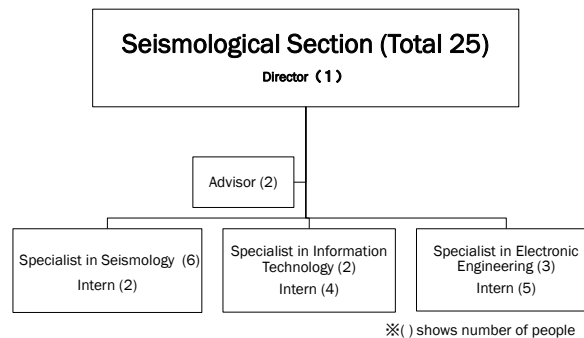 Seismological Section (Total 25)
Director (1)
Advisor (2)
Specialist in Seismology (6)
Intern (2)
Specialist in Information
Technology (2)
Intern (4)
Specialist in Electronic
Engineering (3)
Intern (5)
※( ) shows number of people